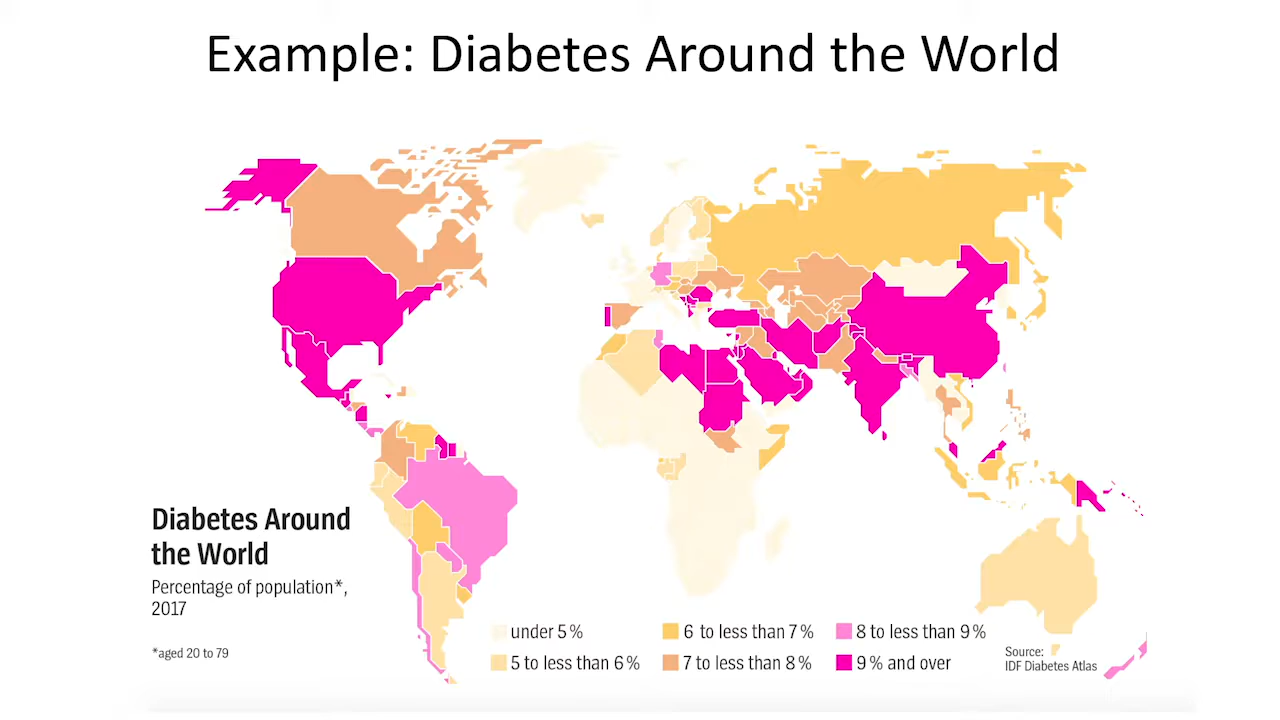 Example: Diabetes Around the World
Diabetes Around
the World
Percentage of population*,
2017
*aged 20 to 79
under 5 %
5 to less than 6 %
6 to less than 7 %
7 to less than 8 %
8 to less than 9 %
9 % and over
Source:
IDF Diabetes Atlas